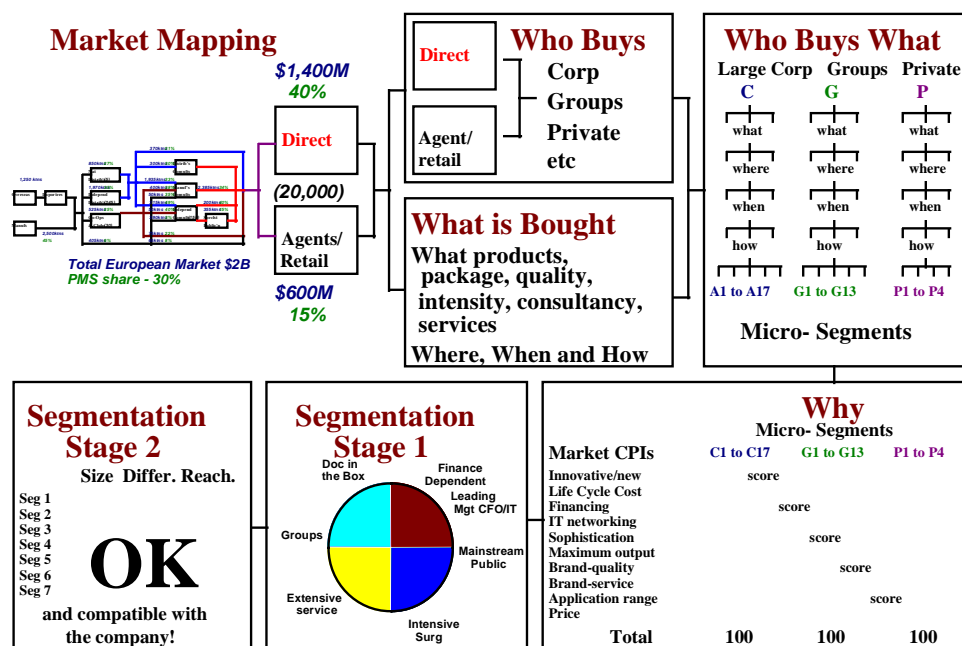 Market Mapping
$1,400M
40%
Direct
(20,000)
Agents/
Retail
$600M
15%
1,250 kins
Total European Market $2B
PMS share - 30%
Who Buys
Direct
Corp
Groups
Agent/
retail
Private
etc
What is Bought
What products,
package, quality,
intensity, consultancy,
services
Where, When and How
Who Buys What
Large Corp Groups Private
C G P
what what what
where where where
when when when
how how how
A1 to A17 G1 to G13 P1 to P4
Micro- Segments
Segmentation
Stage 2
Size Differ. Reach.
Seg 1
Seg 2
Seg 3
Seg 4
Seg 5
Seg 6
Seg 7
OK
and compatible with
the company!
Segmentation
Stage 1
Doc in
the Box
Finance
Dependent
Leading
Mgt CFO/IT
Groups
Mainstream
Public
Extensive
service
Intensive
Surg
Why
Micro- Segments
Market CPIs C1 to C17 G1 to G13 P1 to P4
Innovative/new score
Life Cycle Cost
Financing score
IT networking
Sophistication score
Maximum output
Brand-quality score
Brand-service
Application range score
Price
Total 100 100 100